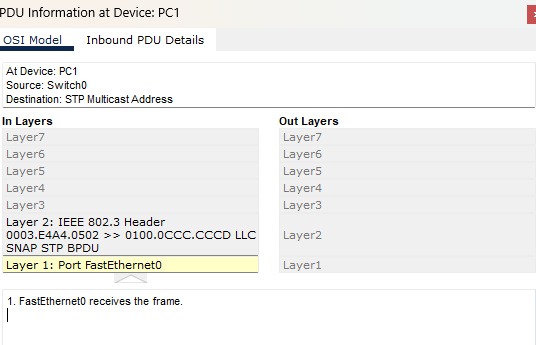 PDU Information at Device: PC1
OSI Model Inbound PDU Details
At Device: PC1
Source: Switch0
Destination: STP Multicast Address
In Layers
Layer7
Layer6
Layer5
Layer4
Layer3
Layer 2: IEEE 802.3 Header
0003.E4A4.0502 >> 0100.0CCC.CCCD LLC
SNAP STP BPDU
Layer 1: Port FastEthernet0
Out Layers
Layer7
Layer6
Layer5
Layer4
Layer3
Layer2
Layer1
1. FastEthernet0 receives the frame.